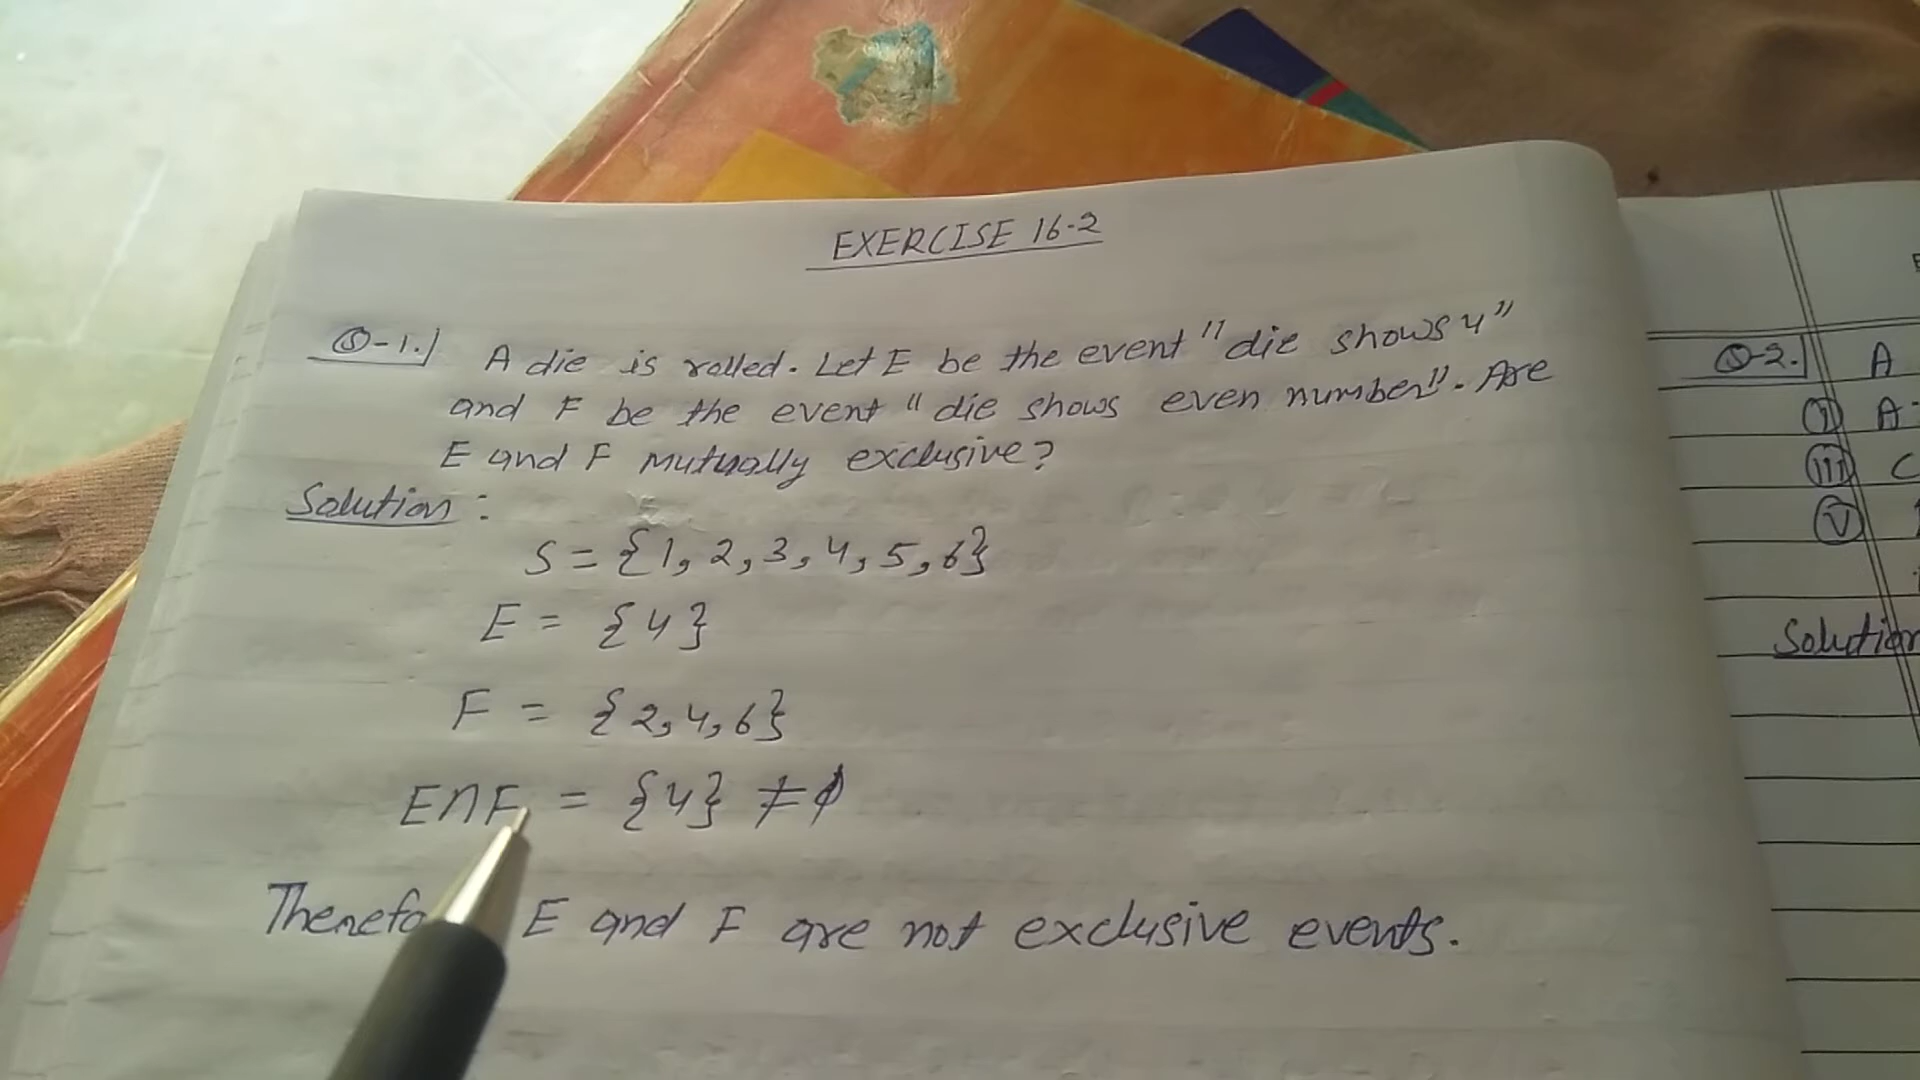 EXERCISE 16-2
Q-1. A die is rolled. Let E be the event "die shows 4"
and F be the event "die shows even number". Are
E and F mutually exclusive?
Solution :
S = {1, 2, 3, 4, 5, 6}
E = {4}
F = {2, 4, 6}
E∩F = {4} ≠ ϕ
E and F are not exclusive events.
Q-2. A
(I) A
(III) C
(V)
Solution